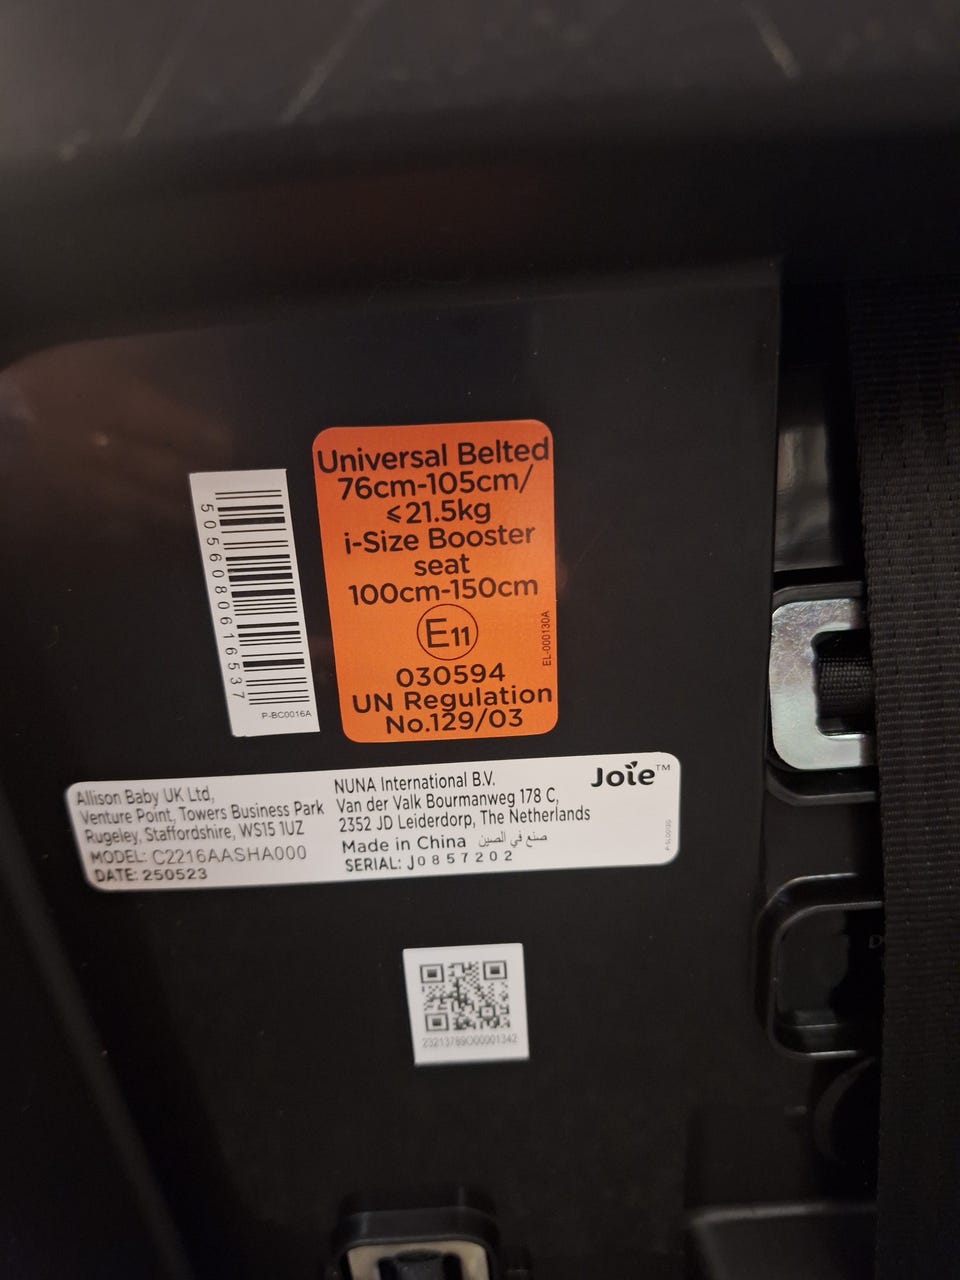 Universal Belted
76cm-105cm/
≤21.5kg
i-Size Booster
seat
100cm-150cm
E11
EL-000130A
030594
UN Regulation
No.129/03
5056080616537
P-BC0016A
Allison Baby UK Ltd,
Venture Point, Towers Business Park
Rugeley, Staffordshire, WS15 1UZ
MODEL: C2216AASHA000
DATE: 250523
NUNA International B.V.
Van der Valk Bourmanweg 178 C,
2352 JD Leiderdorp, The Netherlands
Made in China صنع في الصين
SERIAL: J0857202
Joie™